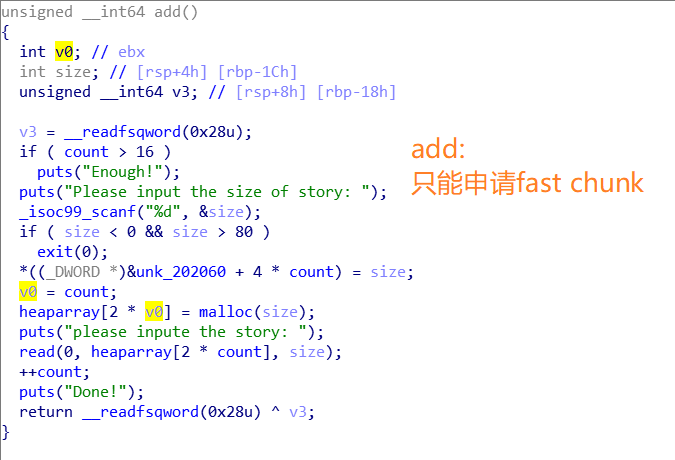 unsigned __int64 add()
{
int v0; // ebx
int size; // [rsp+4h] [rbp-1Ch]
unsigned __int64 v3; // [rsp+8h] [rbp-18h]
v3 = __readfsqword(0x28u);
if ( count > 16 )
puts("Enough!");
puts("Please input the size of story: ");
_isoc99_scanf("%d", &size);
if ( size < 0 && size > 80 )
exit(0);
*((_DWORD *)&unk_202060 + 4 * count) = size;
v0 = count;
heaparray[2 * v0] = malloc(size);
puts("please inpute the story: ");
read(0, heaparray[2 * count], size);
++count;
puts("Done!");
return __readfsqword(0x28u) ^ v3;
}
add:
只能申请fast chunk